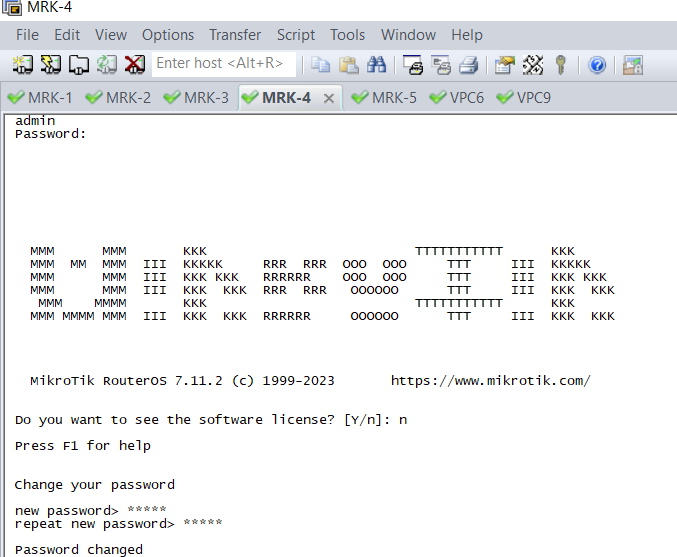 MRK-4
File Edit View Options Transfer Script Tools Window Help
Enter host <Alt+R>
MRK-1 MRK-2 MRK-3 MRK-4 MRK-5 VPC6 VPC9
admin
Password:
MMM MMM KKK TTTTTTTTTTT KKK
MMM MM MMM III KKKKK RRR RRR OOO OOO TTT III KKKKK
MMM MMM III KKK KKK RRRRRR OOO OOO TTT III KKK KKK
MMM MMM III KKK KKK RRR RRR OOOOOO TTT III KKK KKK
MMM MMMM KKK TTTTTTTTTTT KKK
MMM MMMM MMM III KKK KKK RRRRRR OOOOOO TTT III KKK KKK
MikroTik RouterOS 7.11.2 (c) 1999-2023 https://www.mikrotik.com/
Do you want to see the software license? [Y/n]: n
Press F1 for help
Change your password
new password> *****
repeat new password> *****
Password changed